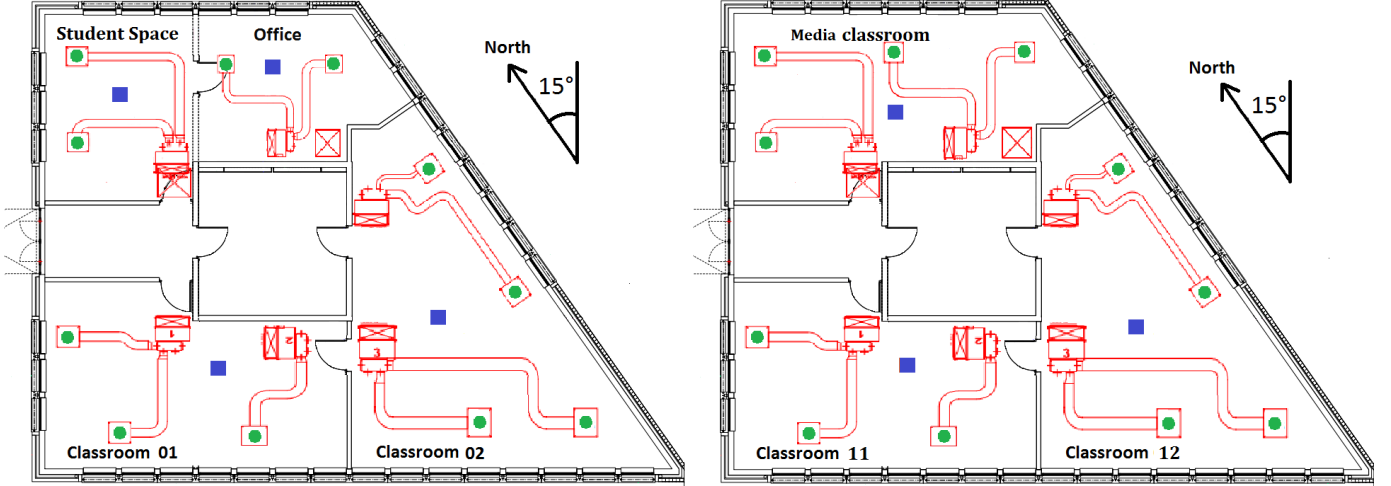 Student Space
Office
North
15°
1
2
3
Classroom 01
Classroom 02
Media classroom
North
15°
1
2
3
Classroom 11
Classroom 12